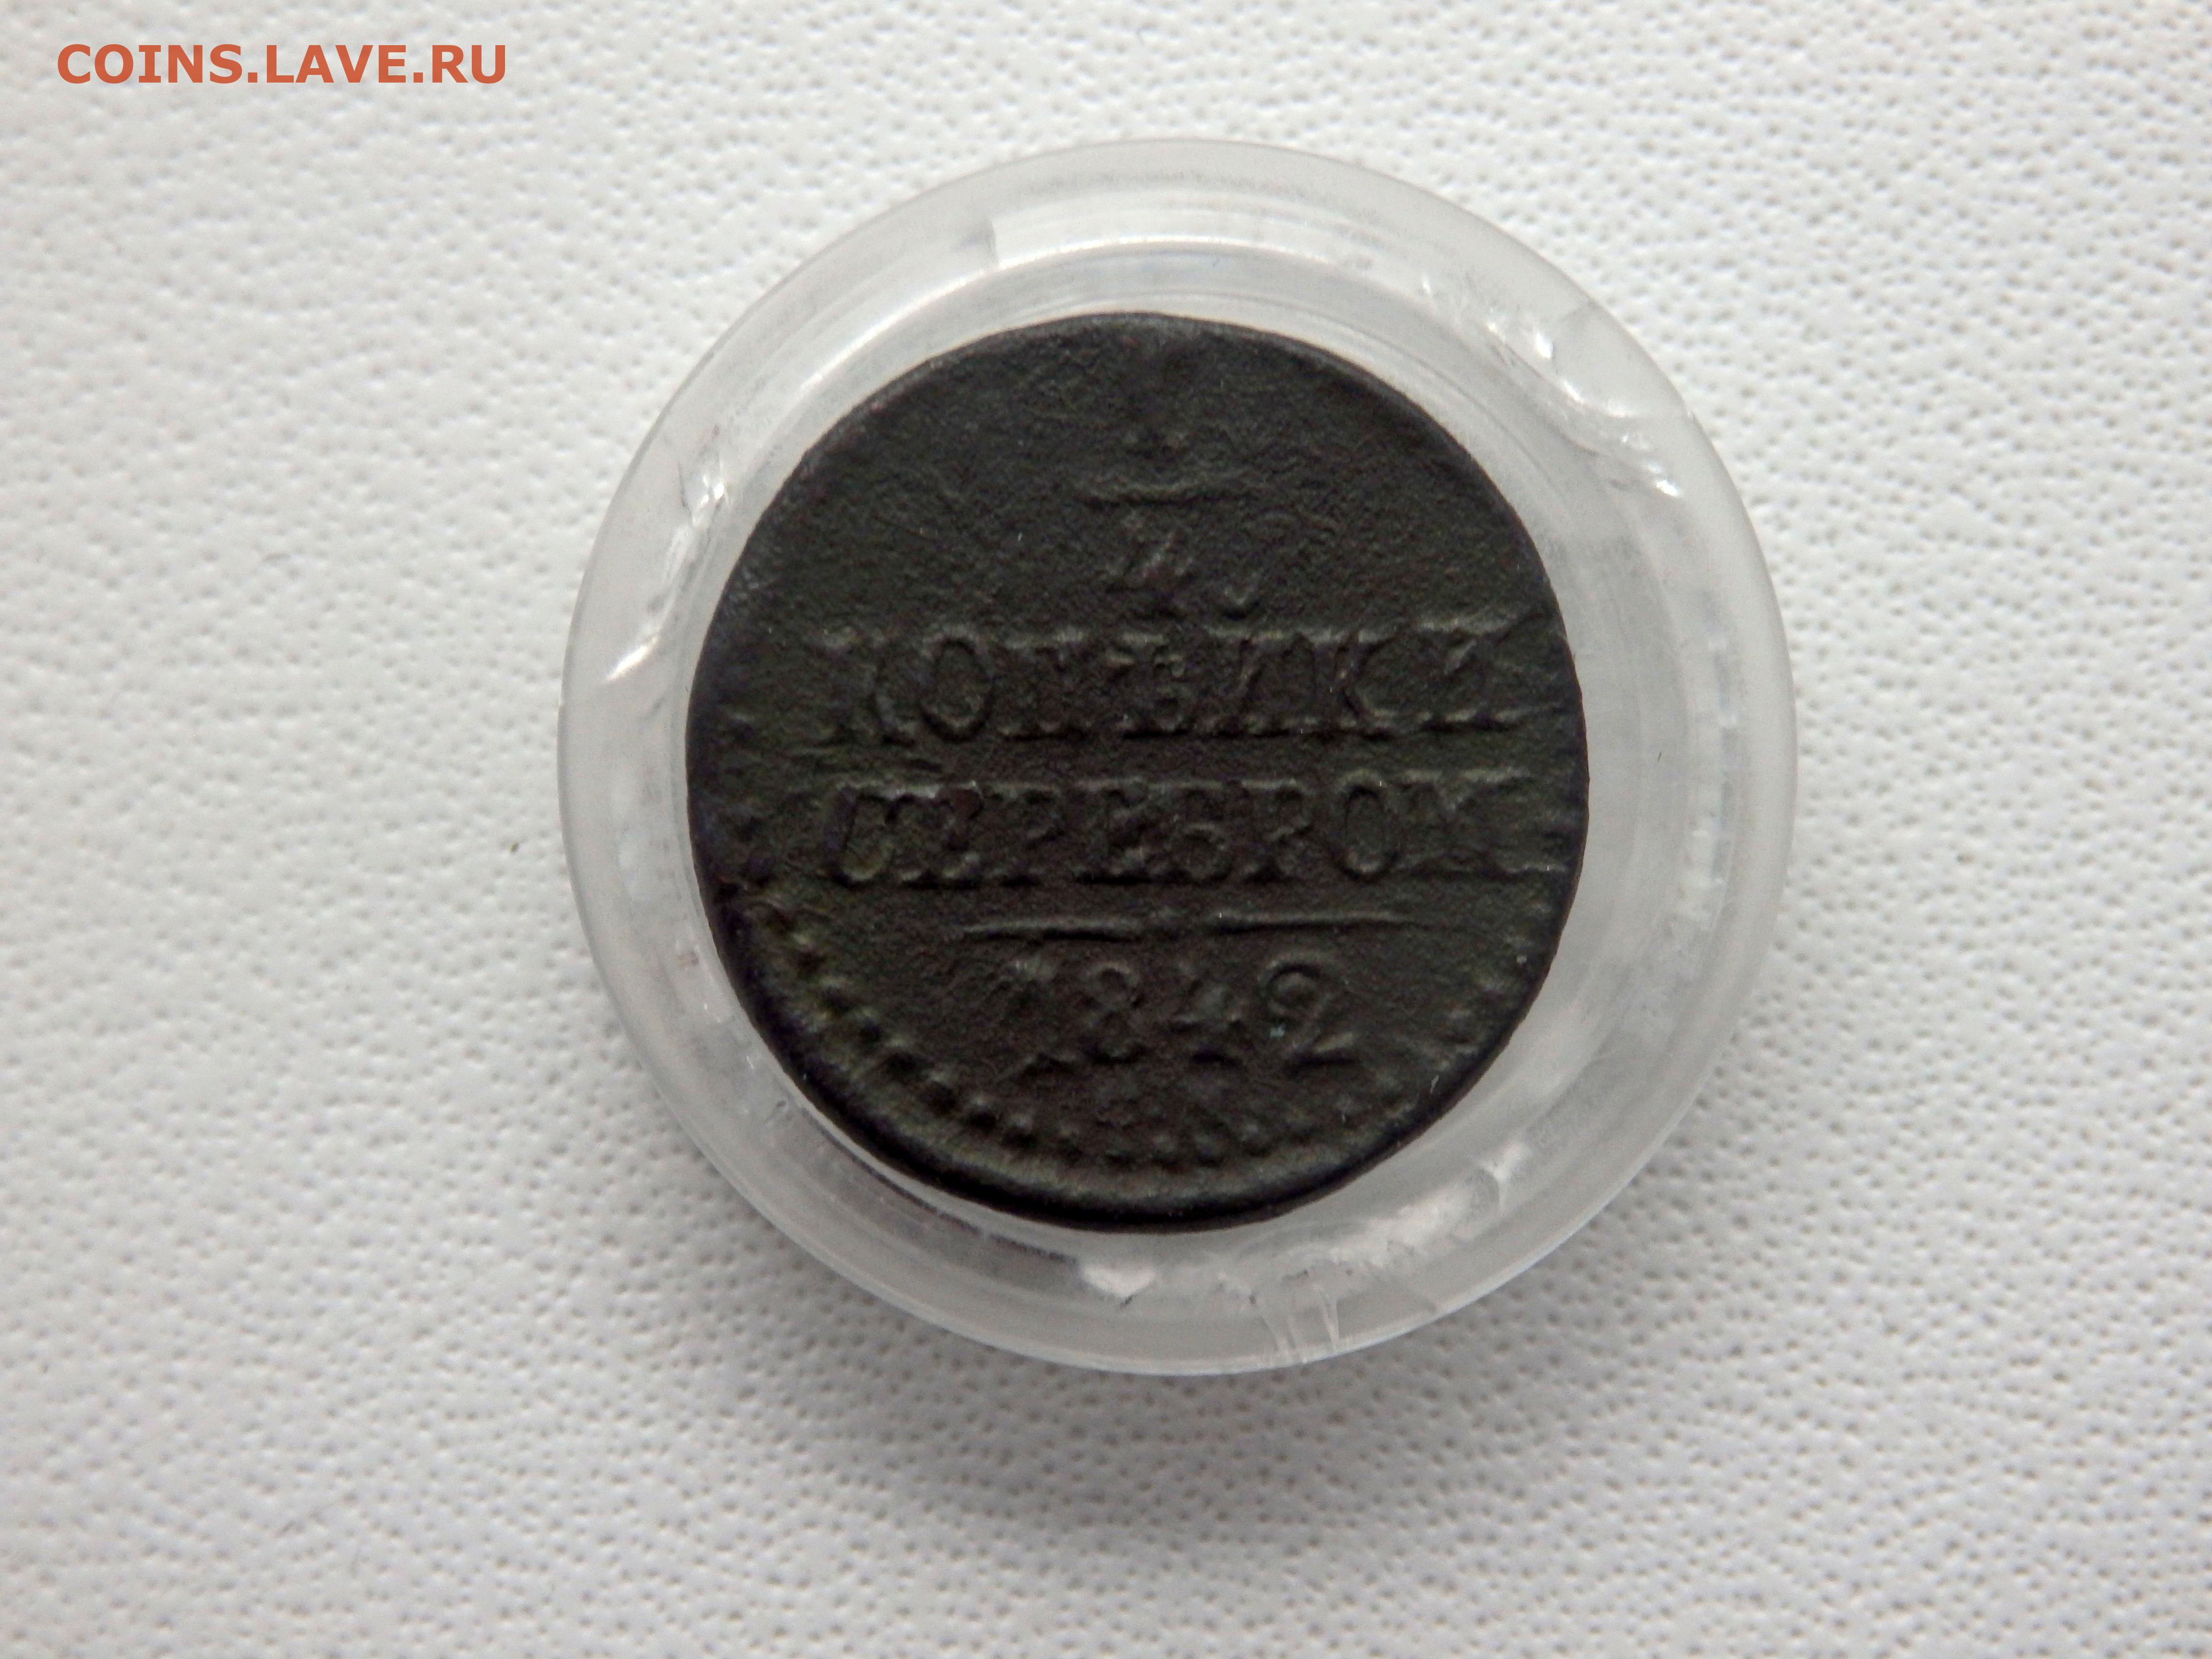 COINS.LAVE.RU
1
4
КОПѢЙКИ
СЕРЕБРОМ
1842